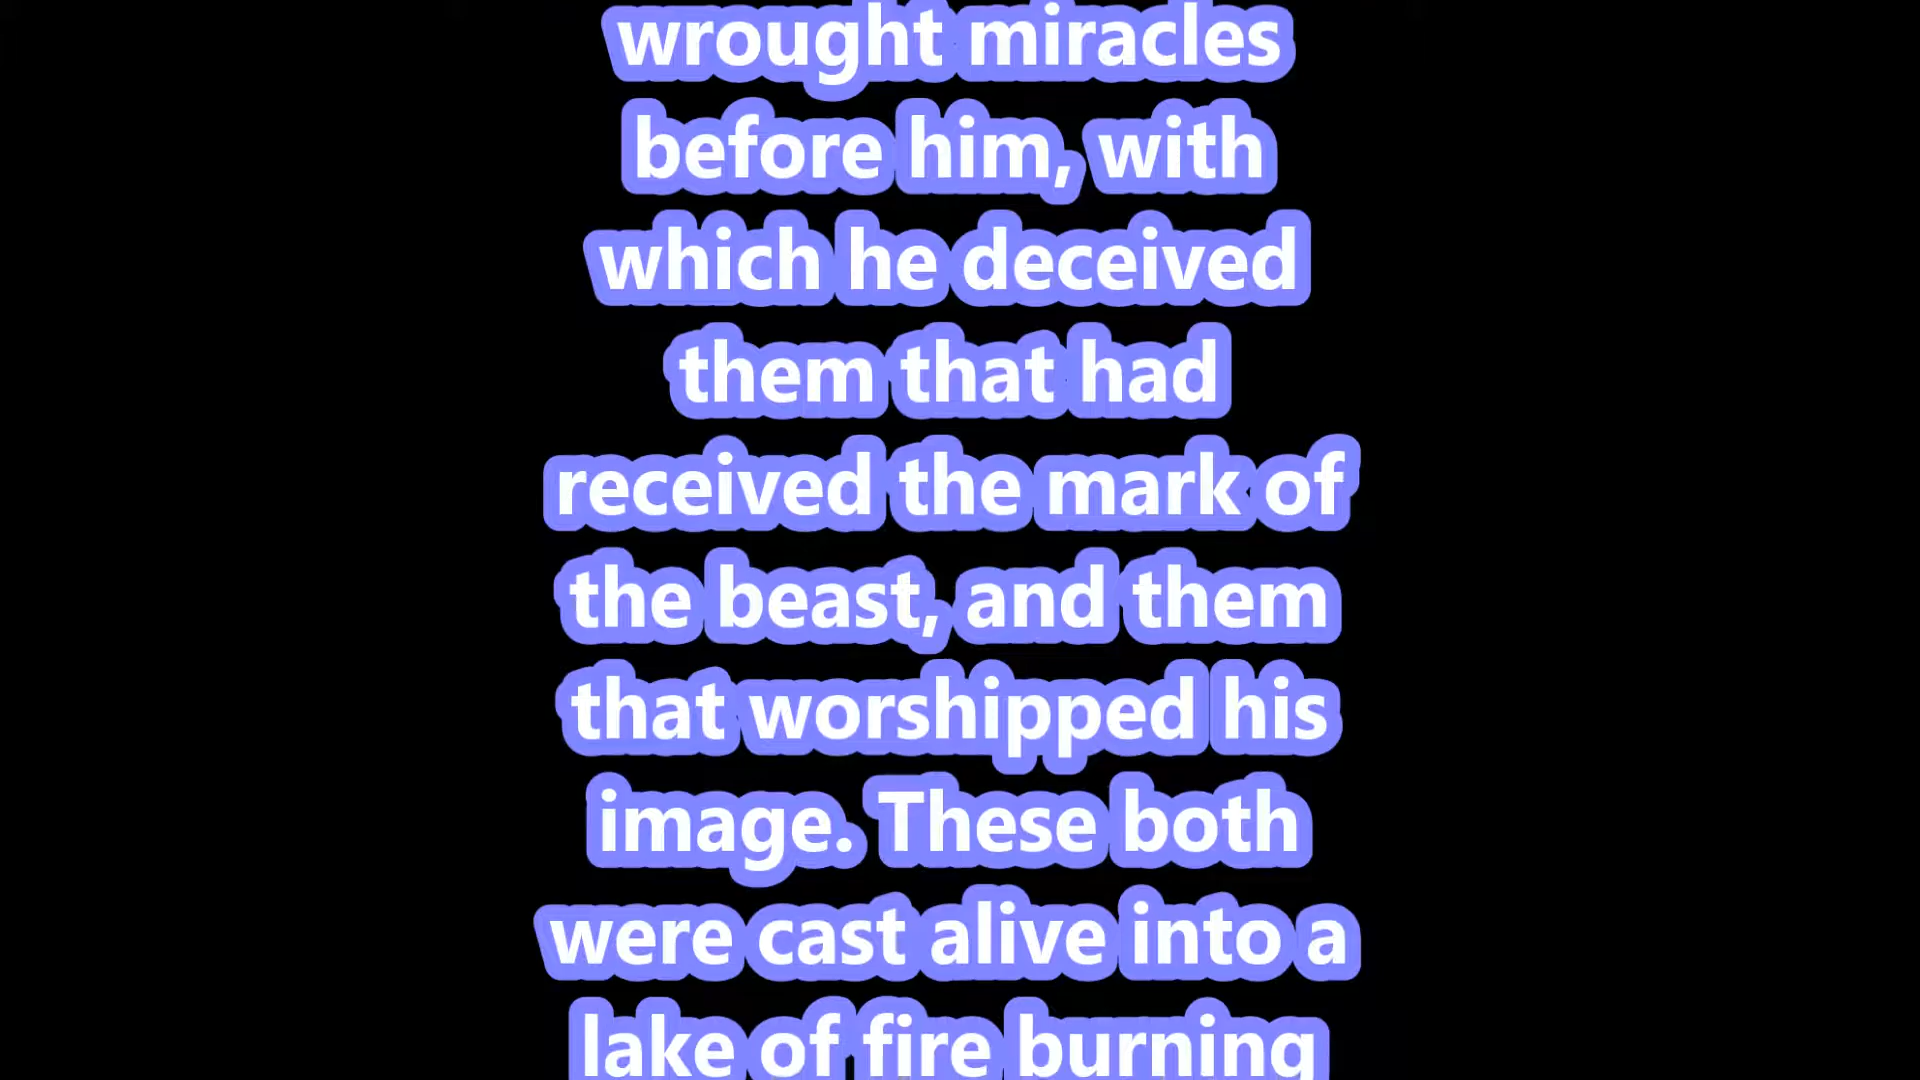 wrought miracles
before him, with
which he deceived
them that had
received the mark of
the beast, and them
that worshipped his
image. These both
were cast alive into a
lake of fire burning